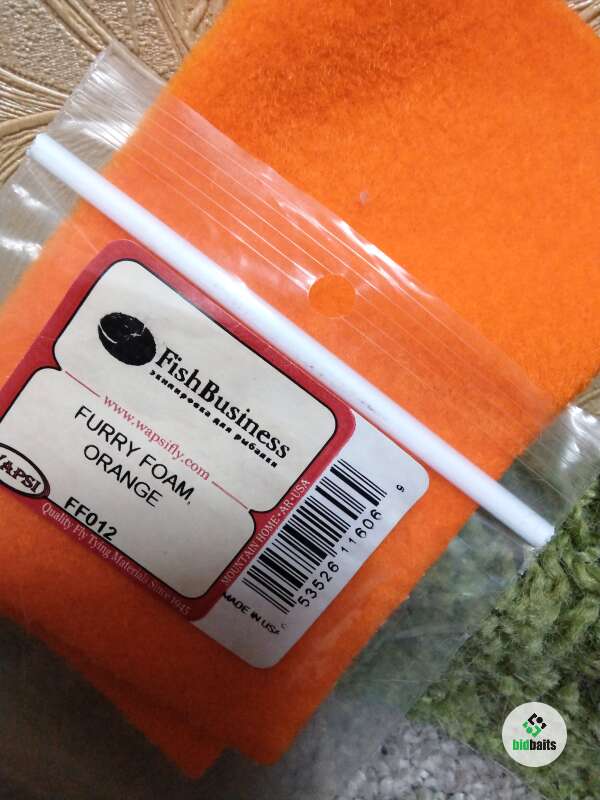 FishBusiness
экипировка для рыбалки
www.wapsifly.com
FURRY FOAM,
ORANGE
FF012
WAPSI
Quality Fly Tying Materials Since 1945
MOUNTAIN HOME • AR • USA
MADE IN USA
53526 11606 9
bidbaits